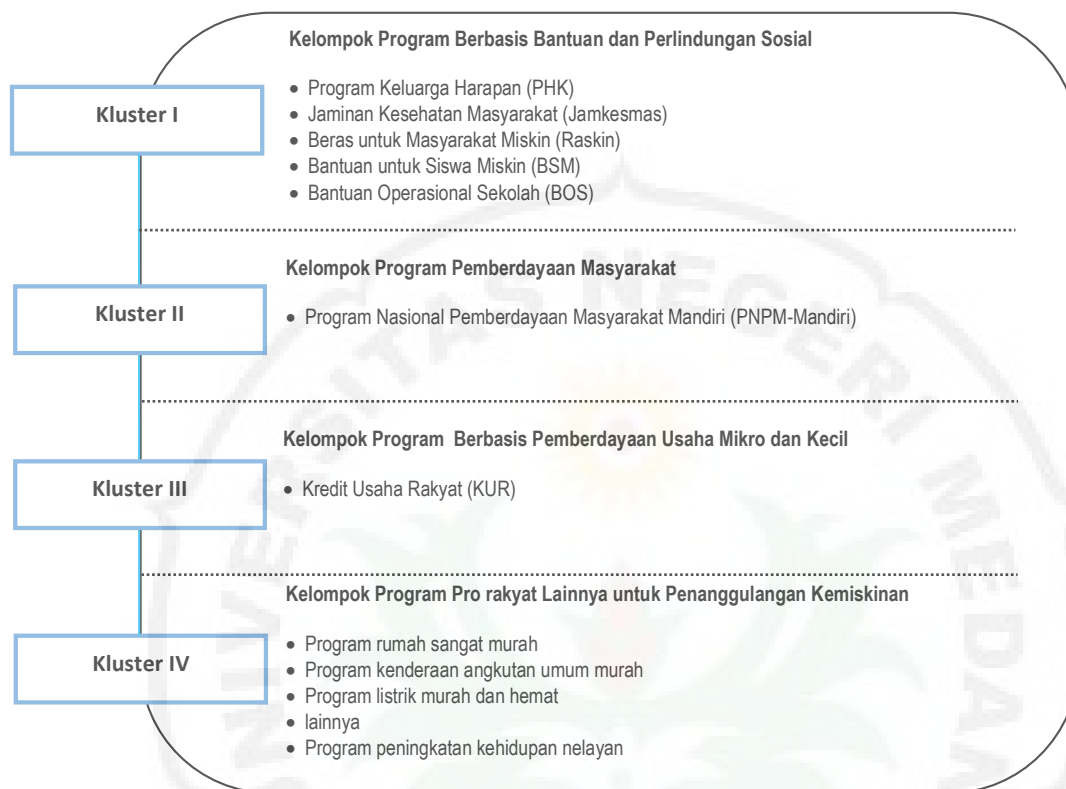 Kelompok Program Berbasis Bantuan dan Perlindungan Sosial
Kluster I
• Program Keluarga Harapan (PHK)
• Jaminan Kesehatan Masyarakat (Jamkesmas)
• Beras untuk Masyarakat Miskin (Raskin)
• Bantuan untuk Siswa Miskin (BSM)
• Bantuan Operasional Sekolah (BOS)
Kelompok Program Pemberdayaan Masyarakat
Kluster II
• Program Nasional Pemberdayaan Masyarakat Mandiri (PNPM-Mandiri)
Kelompok Program Berbasis Pemberdayaan Usaha Mikro dan Kecil
Kluster III
• Kredit Usaha Rakyat (KUR)
Kelompok Program Pro rakyat Lainnya untuk Penanggulangan Kemiskinan
Kluster IV
• Program rumah sangat murah
• Program kenderaan angkutan umum murah
• Program listrik murah dan hemat
• lainnya
• Program peningkatan kehidupan nelayan
UNIVERSITAS NEGERI MEDAN